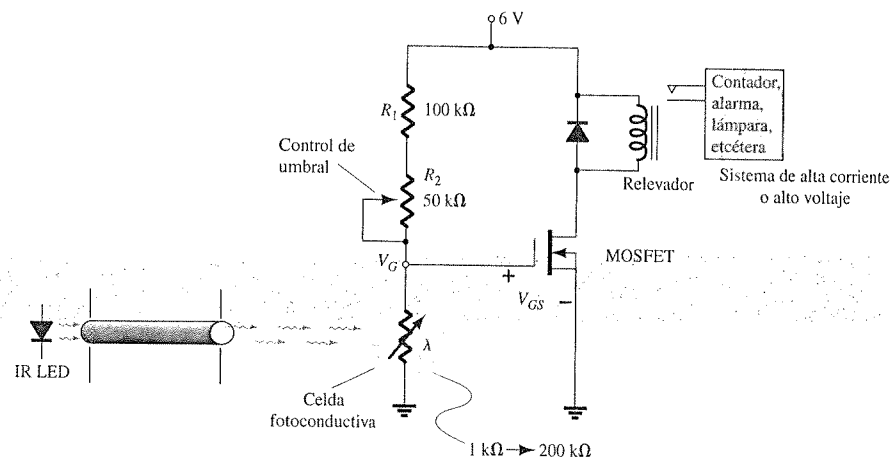 6 V
R1
100 kΩ
Control de
umbral
R2
50 kΩ
Contador,
alarma,
lámpara,
etcétera
Relevador
Sistema de alta corriente
o alto voltaje
VG
MOSFET
+
VGS
−
λ
IR LED
Celda
fotoconductiva
1 kΩ → 200 kΩ